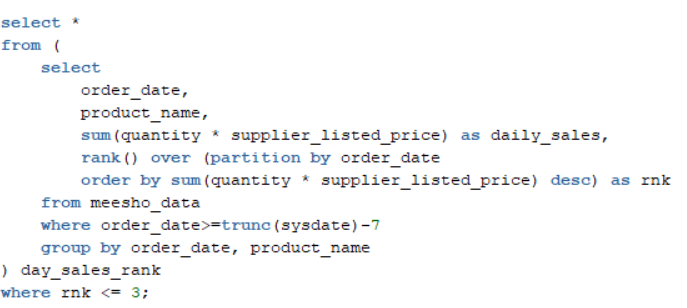 select *
from (
    select
        order_date,
        product_name,
        sum(quantity * supplier_listed_price) as daily_sales,
        rank() over (partition by order_date
        order by sum(quantity * supplier_listed_price) desc) as rnk
    from meesho_data
    where order_date>=trunc(sysdate)-7
    group by order_date, product_name
) day_sales_rank
where rnk <= 3;